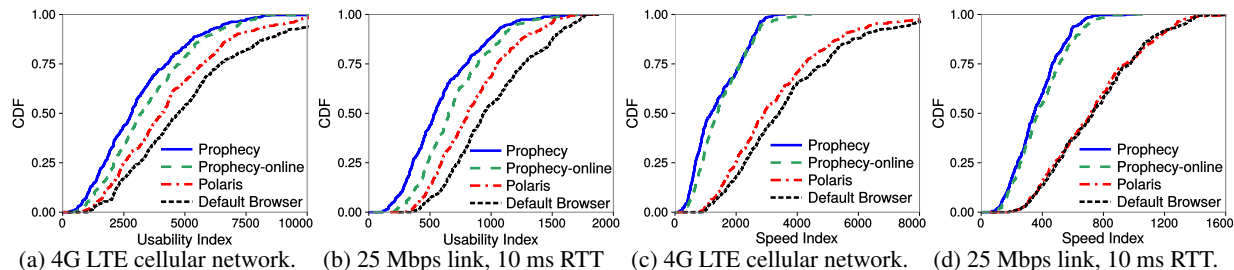 1.00
0.75
0.50
0.25
0.00
CDF
Prophecy
Prophecy-online
Polaris
Default Browser
0 2500 5000 7500 10000
Usability Index
(a) 4G LTE cellular network.
1.00
0.75
0.50
0.25
0.00
CDF
Prophecy
Prophecy-online
Polaris
Default Browser
0 500 1000 1500 2000
Usability Index
(b) 25 Mbps link, 10 ms RTT
1.00
0.75
0.50
0.25
0.00
CDF
Prophecy
Prophecy-online
Polaris
Default Browser
0 2000 4000 6000 8000
Speed Index
(c) 4G LTE cellular network.
1.00
0.75
0.50
0.25
0.00
CDF
Prophecy
Prophecy-online
Polaris
Default Browser
0 400 800 1200 1600
Speed Index
(d) 25 Mbps link, 10 ms RTT.